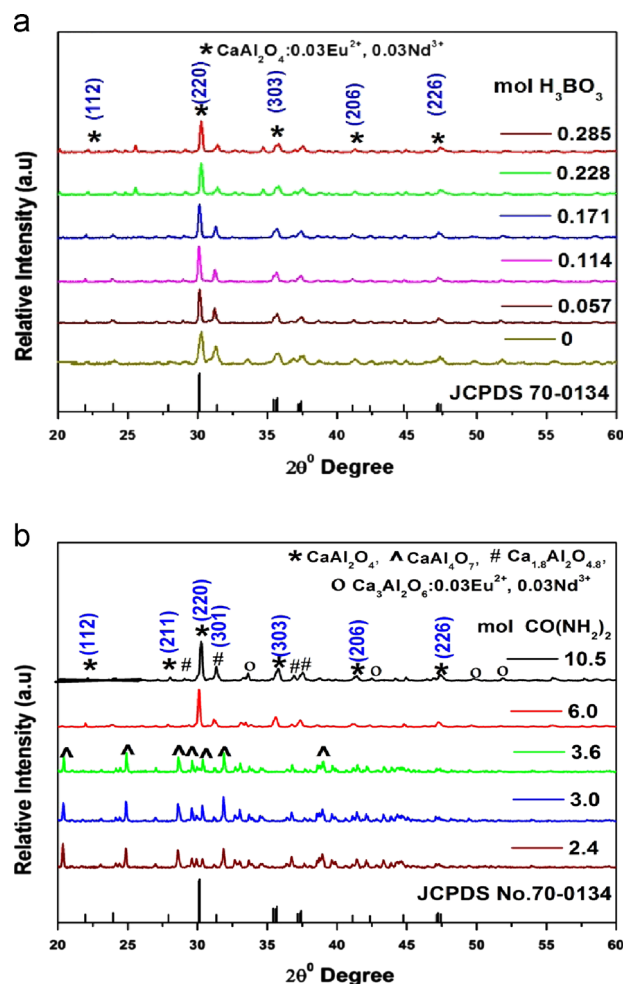 a
* CaAl₂O₄:0.03Eu²⁺, 0.03Nd³⁺
mol H₃BO₃
(112)
(220)
(303)
(206)
(226)
* * * * *
0.285
0.228
0.171
0.114
0.057
0
JCPDS 70-0134
Relative Intensity (a.u)
20 25 30 35 40 45 50 55 60
2θ⁰ Degree
b
* CaAl₂O₄, ^ CaAl₄O₇, # Ca₁.₈Al₂O₄.₈,
O Ca₃Al₂O₆:0.03Eu²⁺, 0.03Nd³⁺
mol CO(NH₂)₂
(112)
(211)
(220)
(301)
(303)
(206)
(226)
* * # * # O * # # * O * O O
10.5
6.0
^ ^ ^ ^ ^ ^ ^
3.6
3.0
2.4
JCPDS No.70-0134
Relative Intensity (a.u)
20 25 30 35 40 45 50 55 60
2θ⁰ Degree